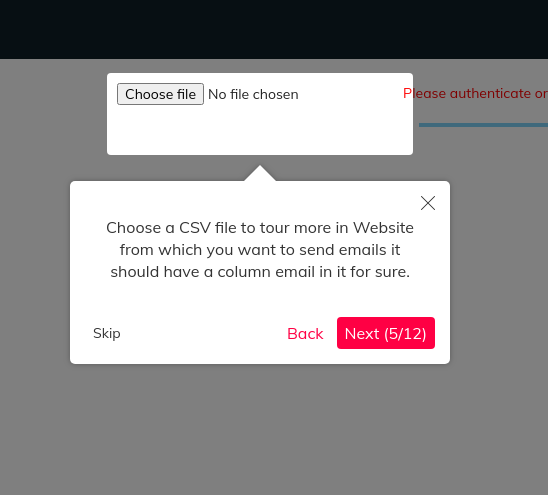 Choose file No file chosen
Please authenticate or
Choose a CSV file to tour more in Website
from which you want to send emails it
should have a column email in it for sure.
Skip Back Next (5/12)